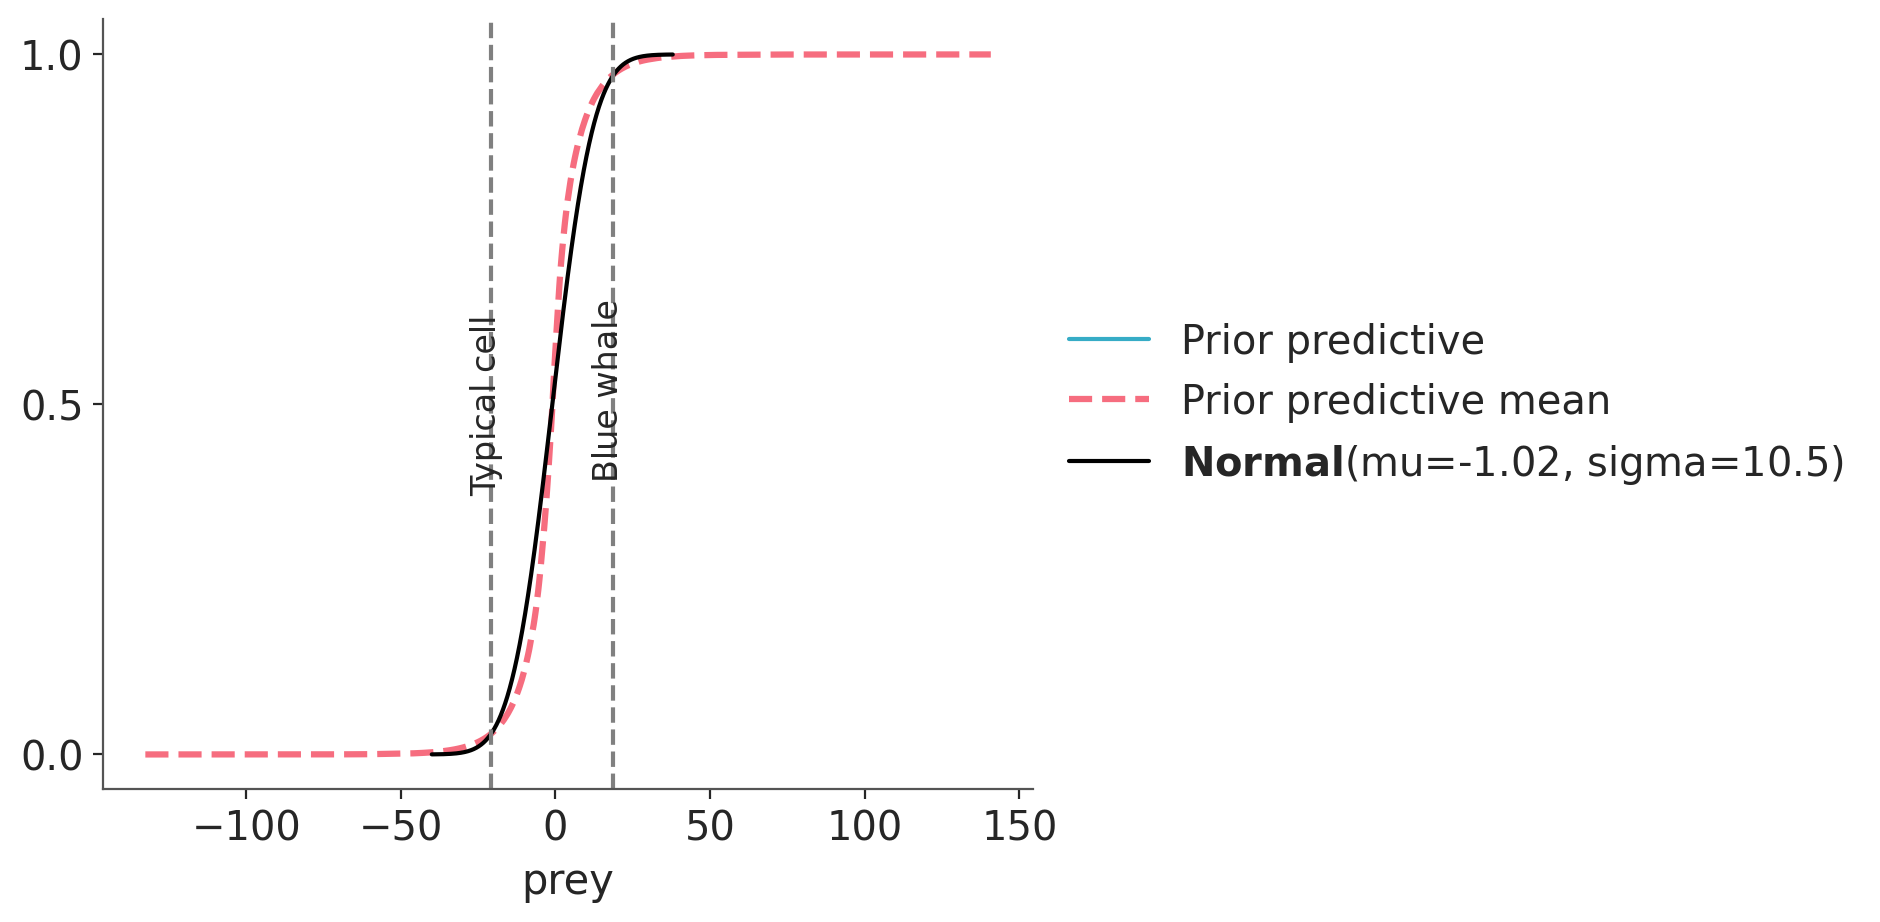 1.0
0.5
0.0
Typical cell
Blue whale
−100
−50
0
50
100
150
prey
Prior predictive
Prior predictive mean
Normal(mu=-1.02, sigma=10.5)